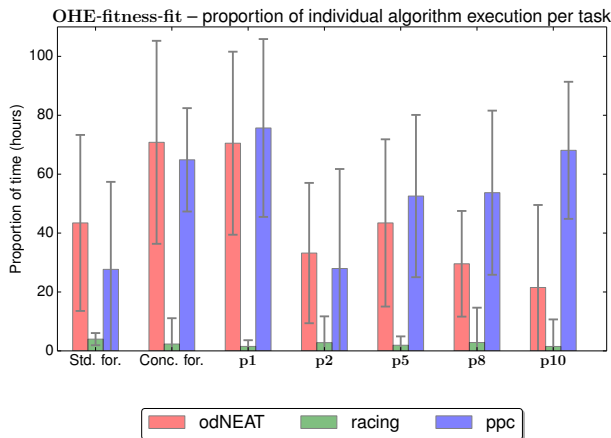 OHE-fitness-fit – proportion of individual algorithm execution per task
Proportion of time (hours)
100
80
60
40
20
0
Std. for. Conc. for. p1 p2 p5 p8 p10
odNEAT racing ppc